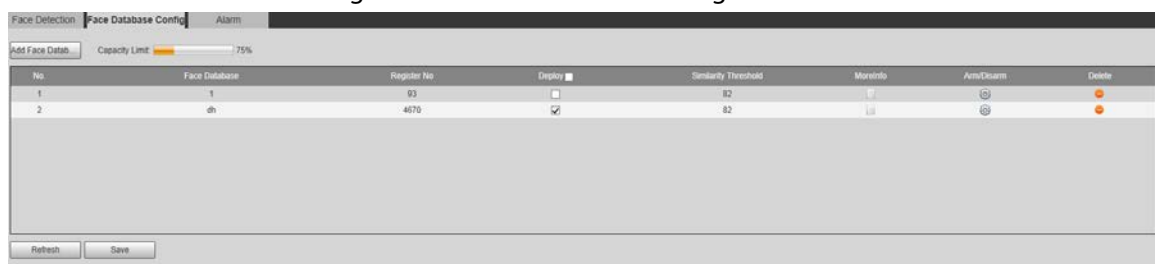 Face Detection Face Database Config Alarm
Add Face Datab... Capacity Limit: 75%
No. Face Database Register No Deploy Similarity Threshold MoreInfo Arm/Disarm Delete
1 1 93 82
2 dh 4670 82
Refresh Save